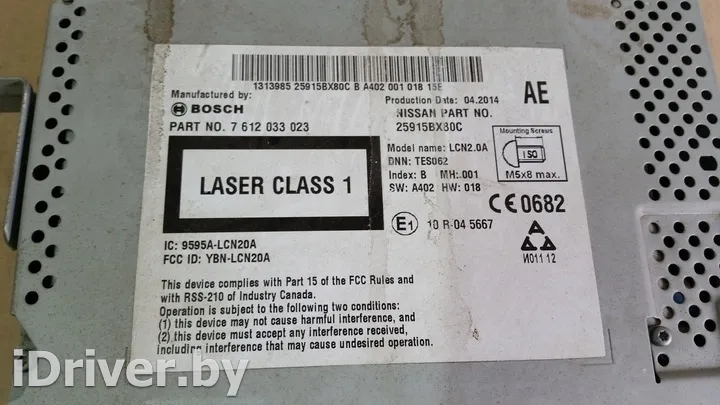 1313985 25915BX80C B A402 001 018 15E
Manufactured by:
BOSCH
PART NO. 7 612 033 023
Production Date: 04.2014
NISSAN PART NO.
25915BX80C
AE
LASER CLASS 1
Model name: LCN2.0A
DNN: TES062
Index: B MH: 001
SW: A402 HW: 018
Mounting Screws
ISO
M5x8 max.
CE0682
E1
10 R-04 5667
И011 12
IC: 9595A-LCN20A
FCC ID: YBN-LCN20A
This device complies with Part 15 of the FCC Rules and
with RSS-210 of Industry Canada.
Operation is subject to the following two conditions:
(1) this device may not cause harmful interference, and
(2) this device must accept any interference received,
including interference that may cause undesired operation.
iDriver.by